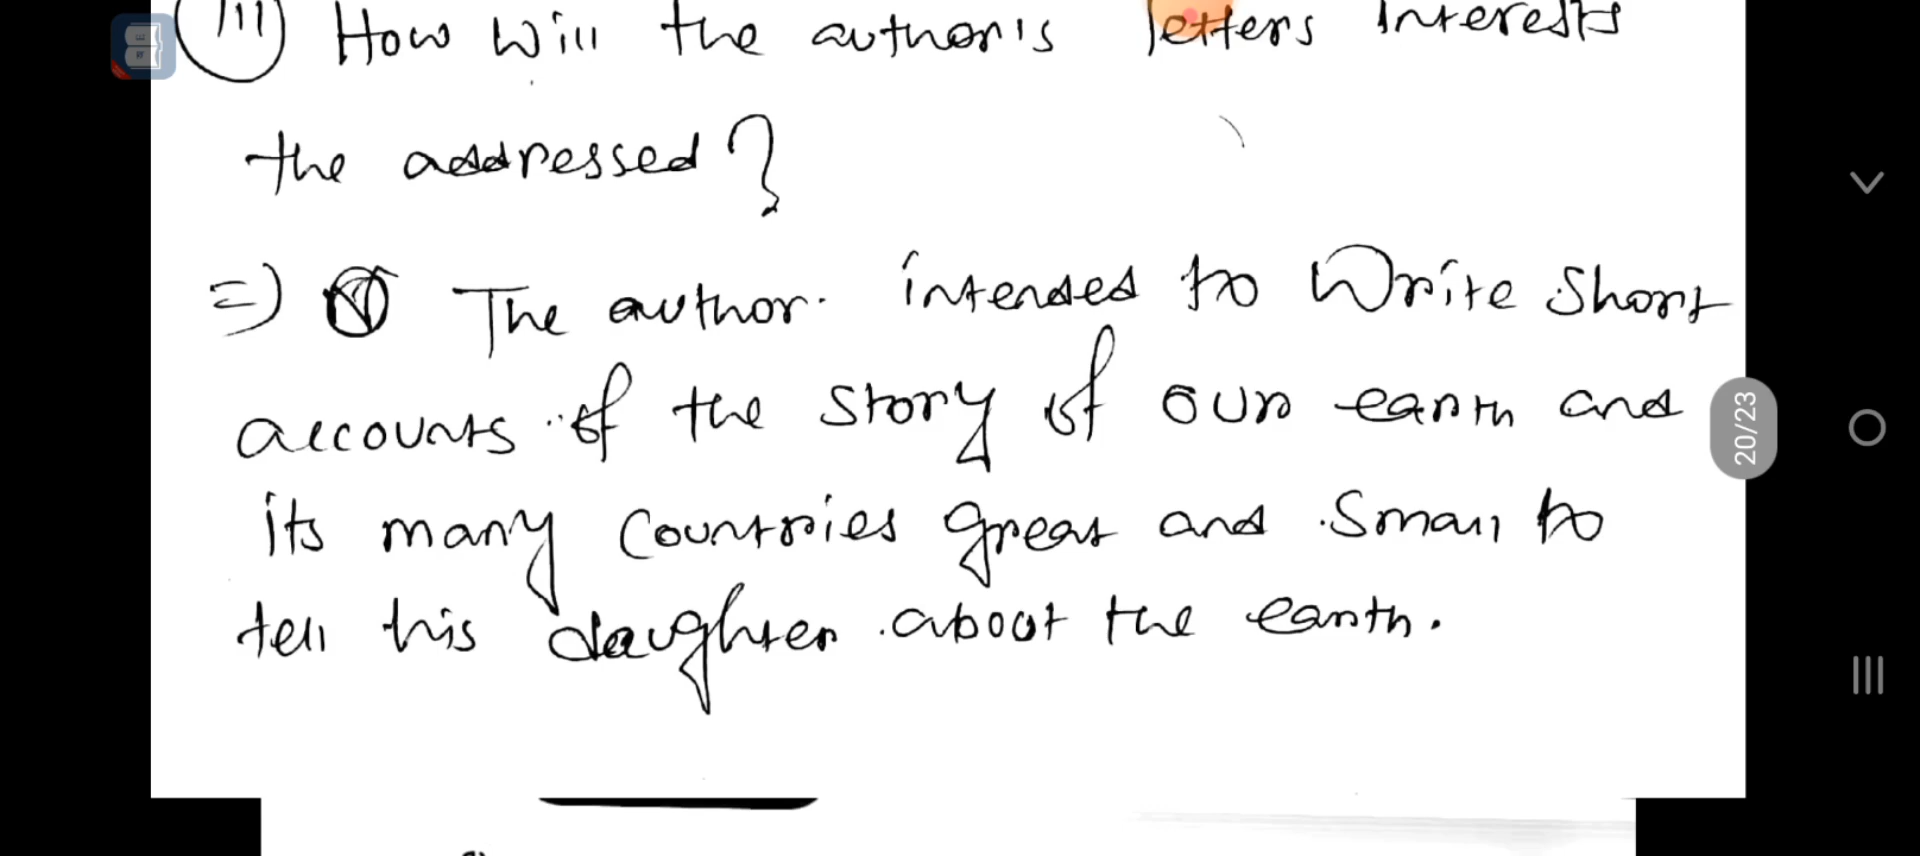 (III) How will the author's letters interests
the addressed?
=> The author. intended to Write short
accounts of the story of our earth and
its many countries great and small to
tell his daughter about the earth.
20/23